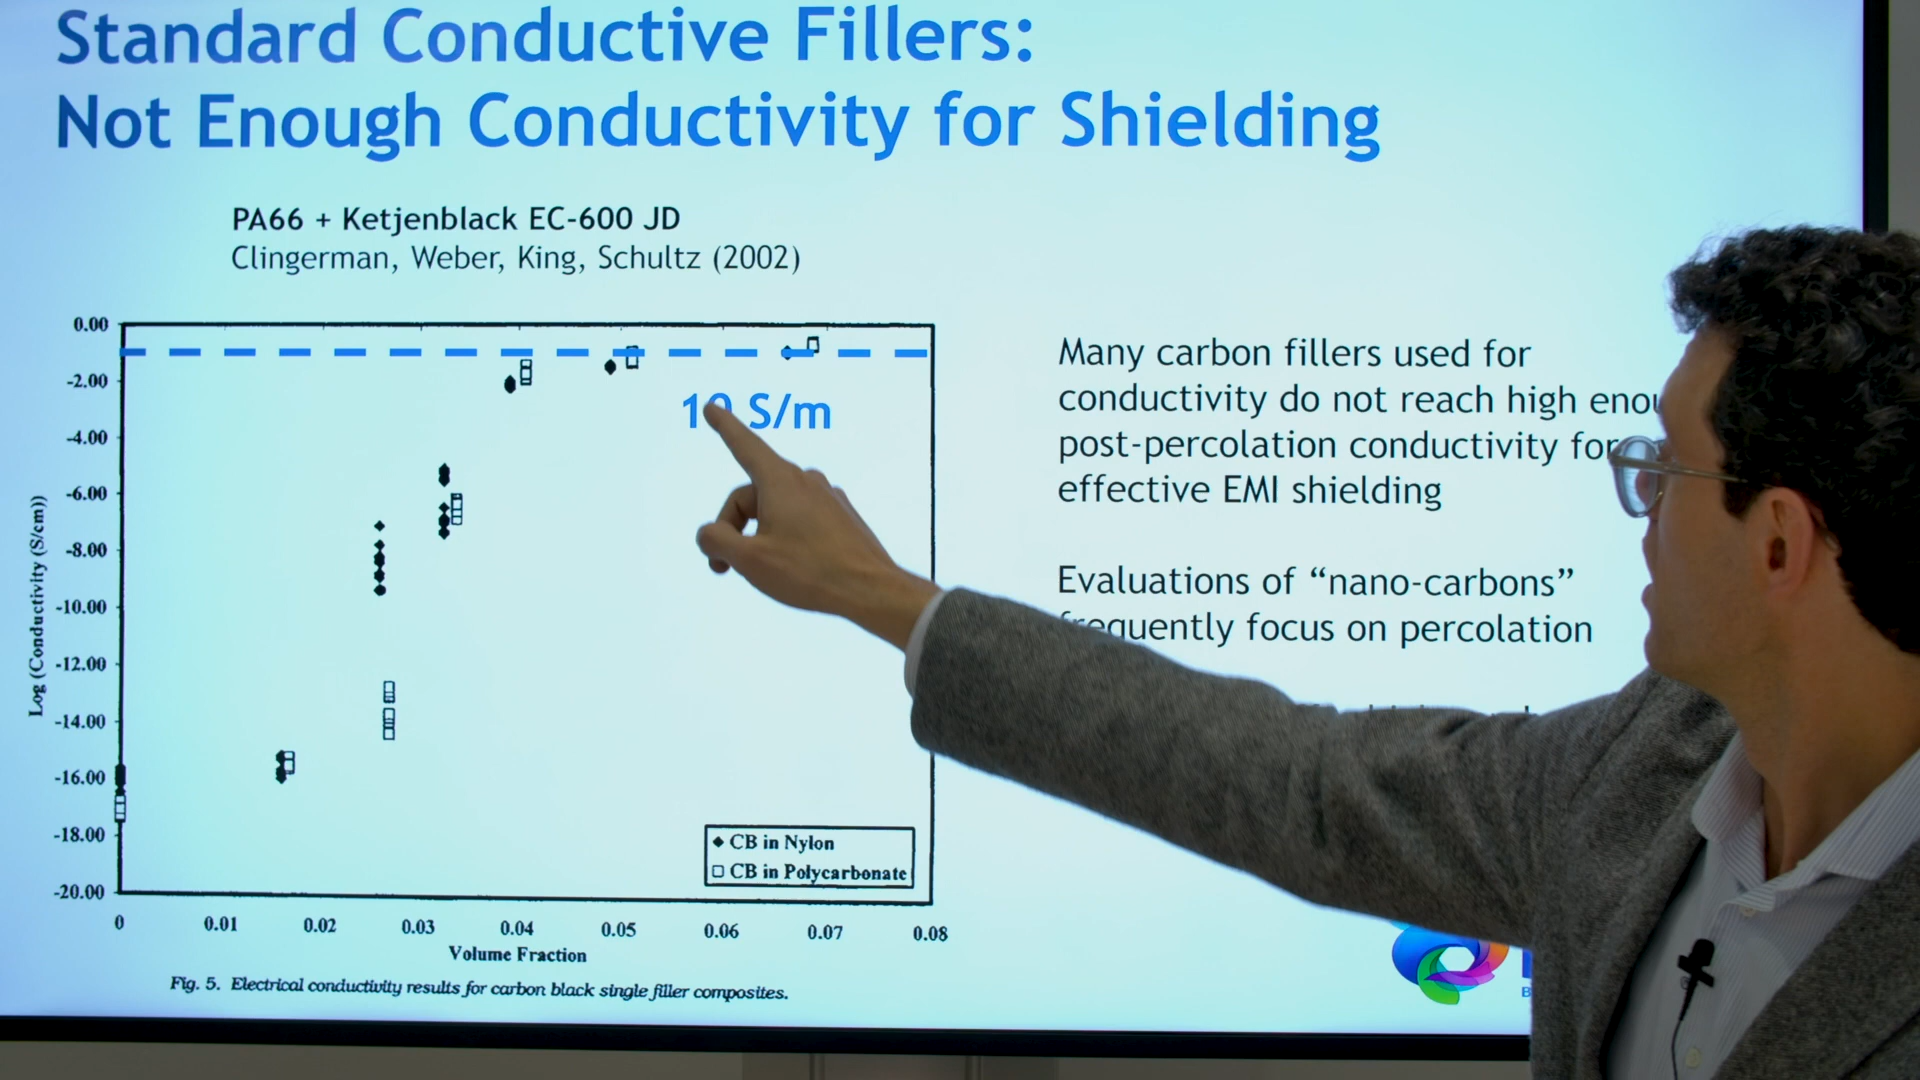 Standard Conductive Fillers:
Not Enough Conductivity for Shielding
PA66 + Ketjenblack EC-600 JD
Clingerman, Weber, King, Schultz (2002)
0.00
-2.00
-4.00
-6.00
-8.00
-10.00
-12.00
-14.00
-16.00
-18.00
-20.00
Log (Conductivity (S/cm))
10 S/m
CB in Nylon
CB in Polycarbonate
0 0.01 0.02 0.03 0.04 0.05 0.06 0.07 0.08
Volume Fraction
Fig. 5. Electrical conductivity results for carbon black single filler composites.
Many carbon fillers used for
conductivity do not reach high
post-percolation conductivity for
effective EMI shielding
Evaluations of “nano-carbons”
frequently focus on percolation